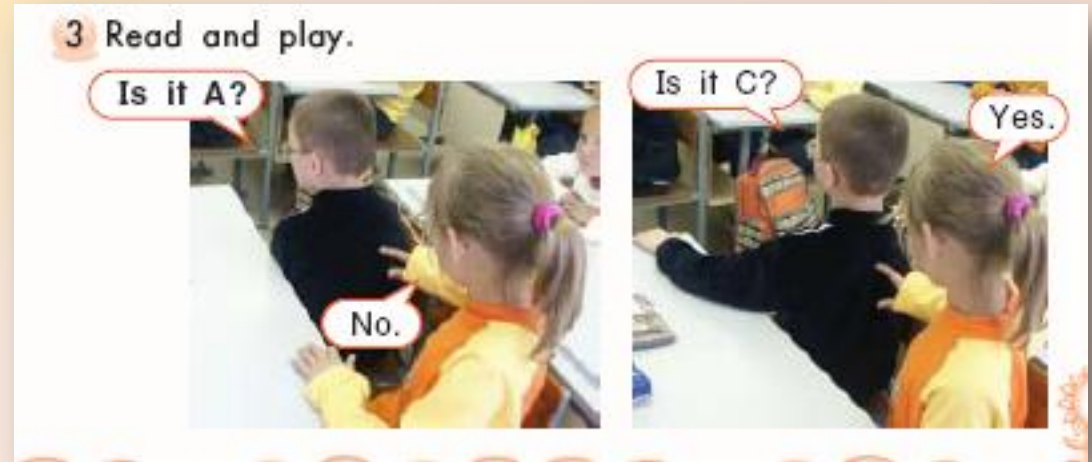 3 Read and play.
Is it A?
No.
Is it C?
Yes.